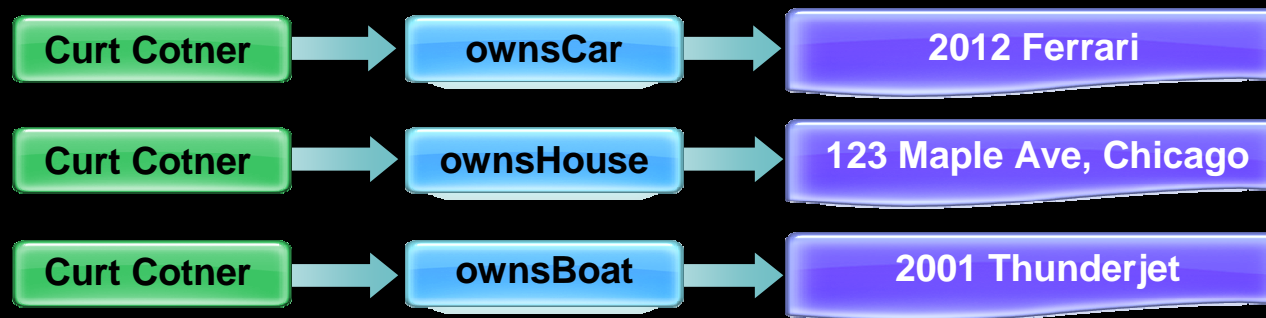 Curt Cotner ownsCar 2012 Ferrari
Curt Cotner ownsHouse 123 Maple Ave, Chicago
Curt Cotner ownsBoat 2001 Thunderjet